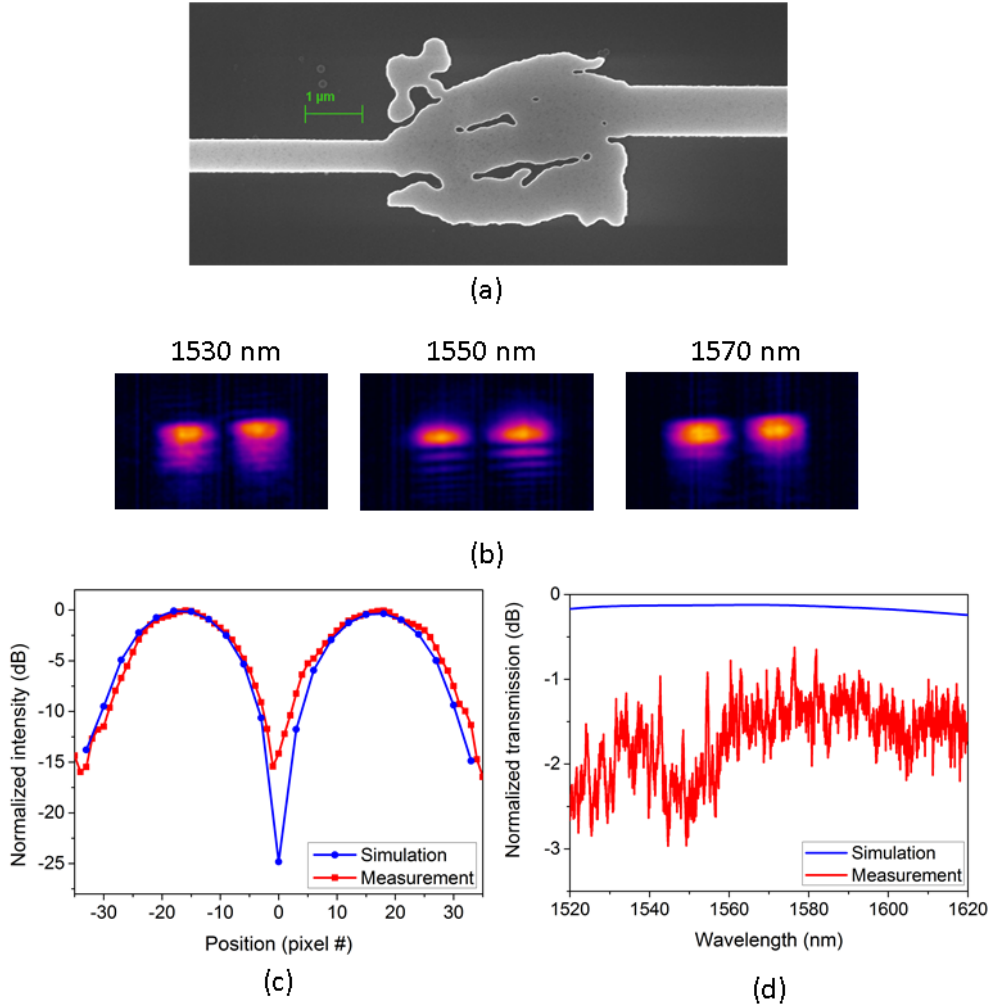 1 µm
(a)
1530 nm 1550 nm 1570 nm
(b)
Normalized intensity (dB)
0
-5
-10
-15
-20
-25
-30 -20 -10 0 10 20 30
Position (pixel #)
Simulation
Measurement
(c)
Normalized transmission (dB)
0
-1
-2
-3
1520 1540 1560 1580 1600 1620
Wavelength (nm)
Simulation
Measurement
(d)